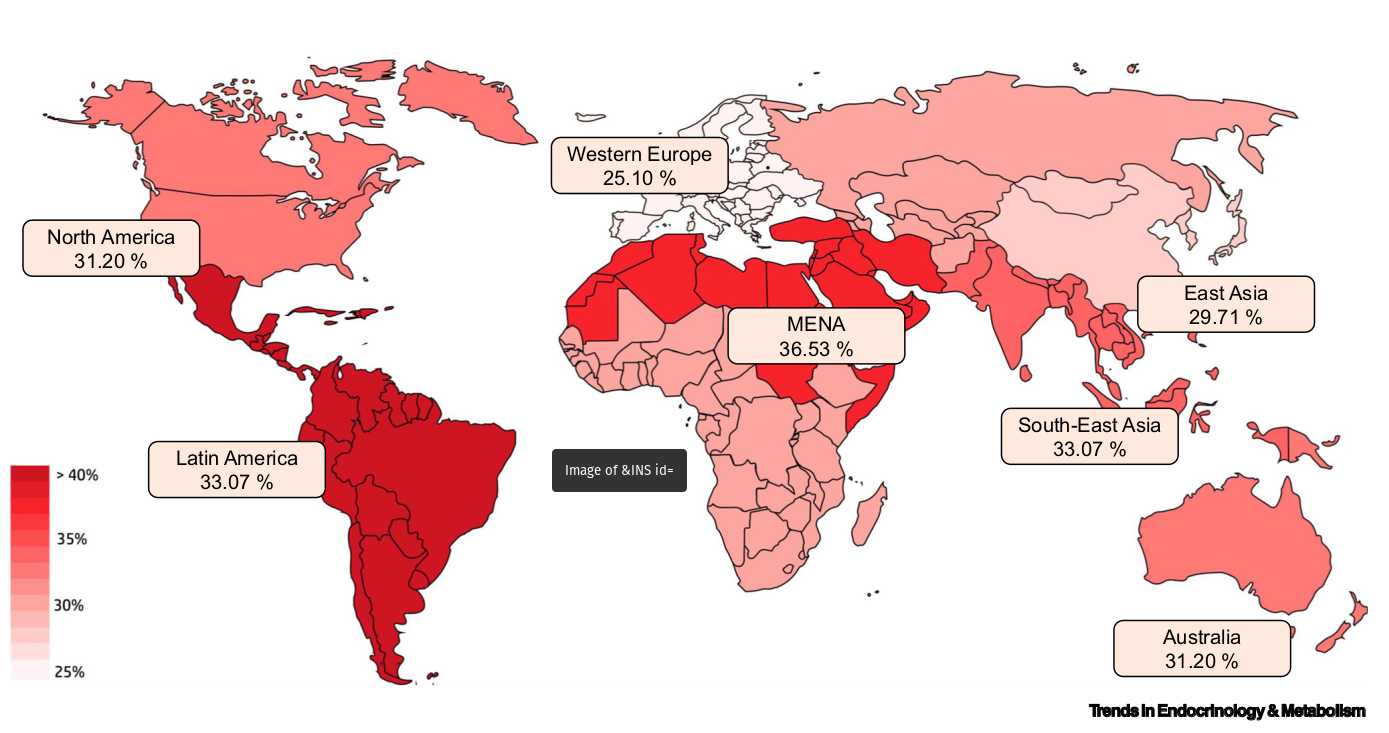 Western Europe
25.10 %
North America
31.20 %
East Asia
29.71 %
MENA
36.53 %
South-East Asia
33.07 %
Latin America
33.07 %
Image of &INS id=
> 40%
35%
30%
25%
Australia
31.20 %
Trends in Endocrinology & Metabolism